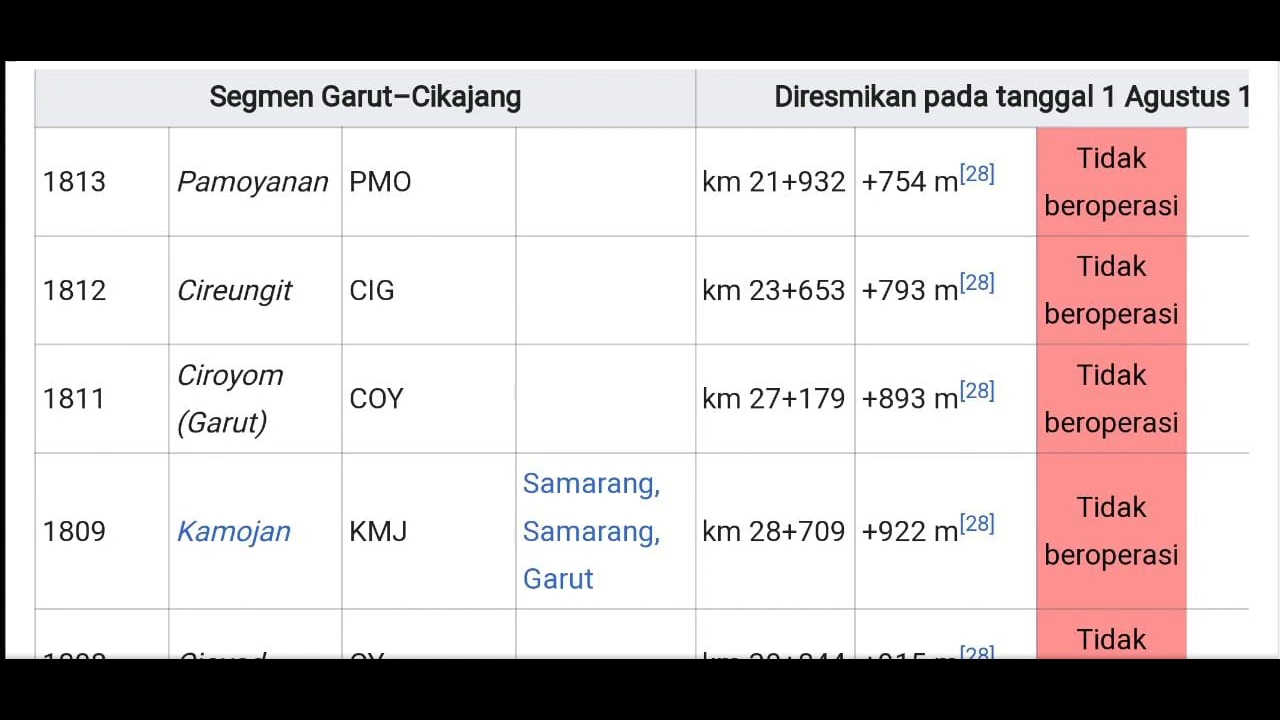 Segmen Garut–Cikajang Diresmikan pada tanggal 1 Agustus 1
1813 Pamoyanan PMO km 21+932 +754 m[28] Tidak
beroperasi
1812 Cireungit CIG km 23+653 +793 m[28] Tidak
beroperasi
1811 Ciroyom
(Garut) COY km 27+179 +893 m[28] Tidak
beroperasi
1809 Kamojan KMJ Samarang,
Samarang,
Garut km 28+709 +922 m[28] Tidak
beroperasi
[28] Tidak